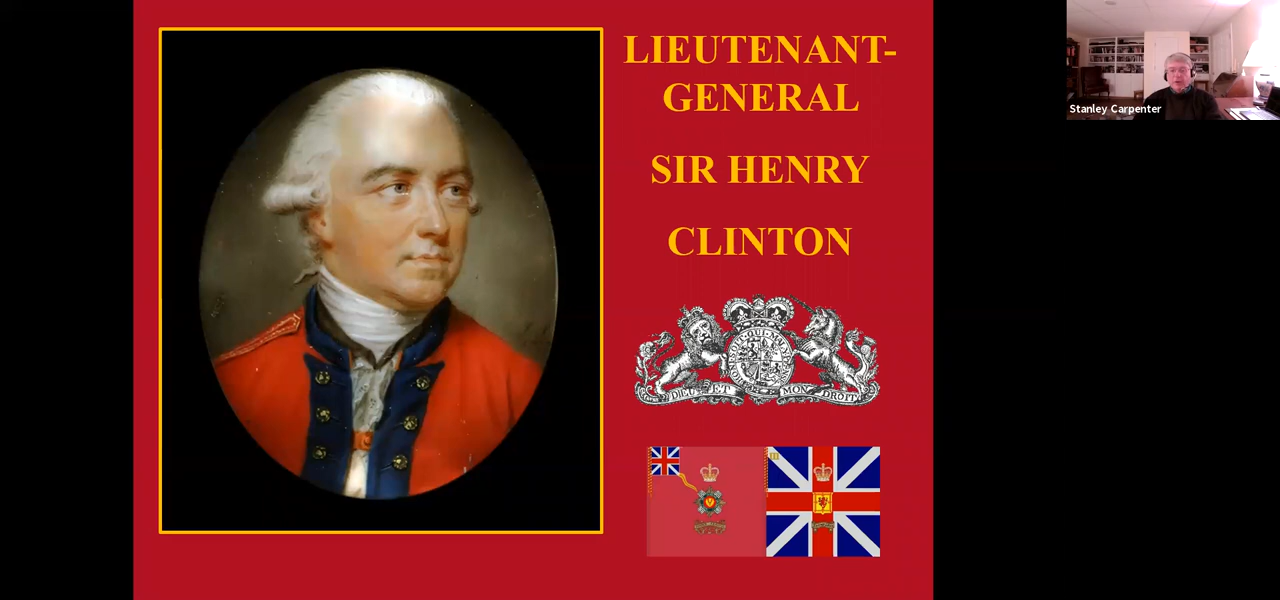 LIEUTENANT-
GENERAL
SIR HENRY
CLINTON
Stanley Carpenter
DIEU ET MON DROIT